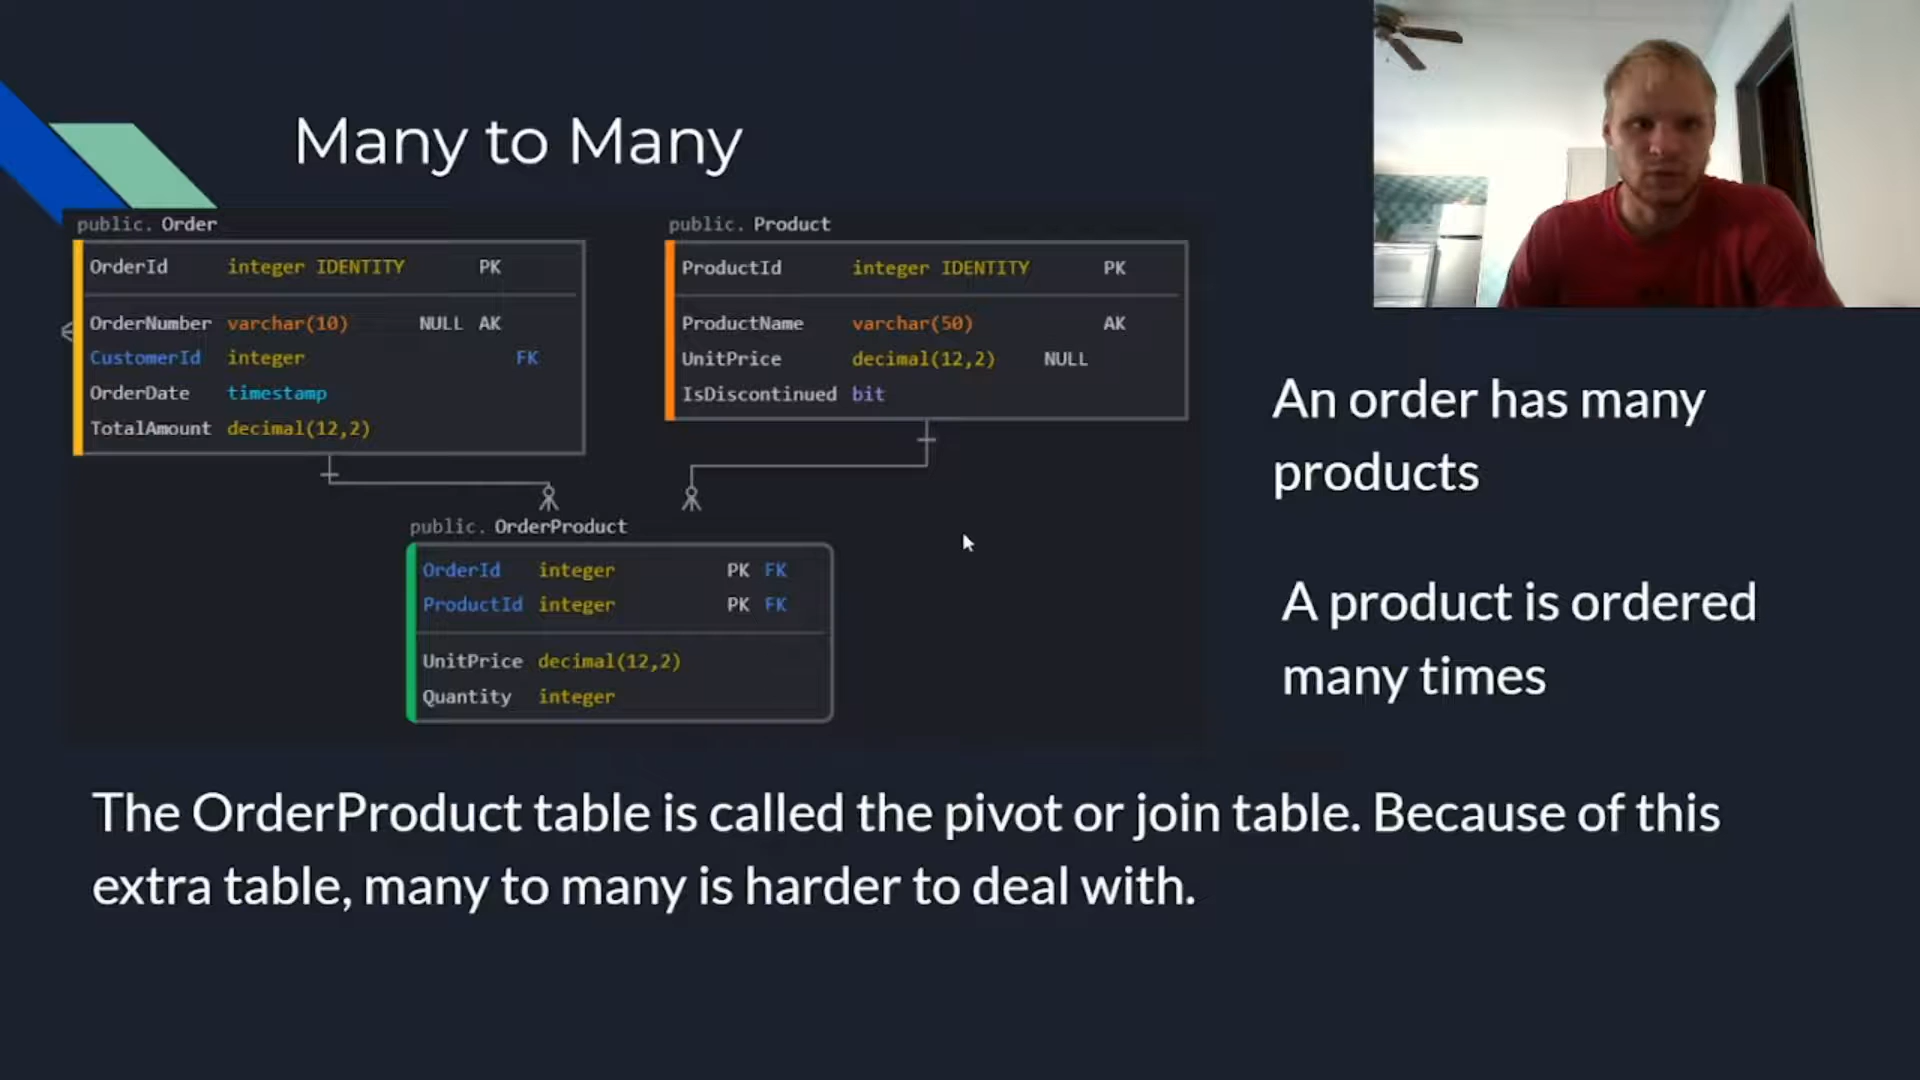 Many to Many
public. Order
OrderId integer IDENTITY PK
OrderNumber varchar(10) NULL AK
CustomerId integer FK
OrderDate timestamp
TotalAmount decimal(12,2)
public. Product
ProductId integer IDENTITY PK
ProductName varchar(50) AK
UnitPrice decimal(12,2) NULL
IsDiscontinued bit
public. OrderProduct
OrderId integer PK FK
ProductId integer PK FK
UnitPrice decimal(12,2)
Quantity integer
An order has many
products
A product is ordered
many times
The OrderProduct table is called the pivot or join table. Because of this
extra table, many to many is harder to deal with.